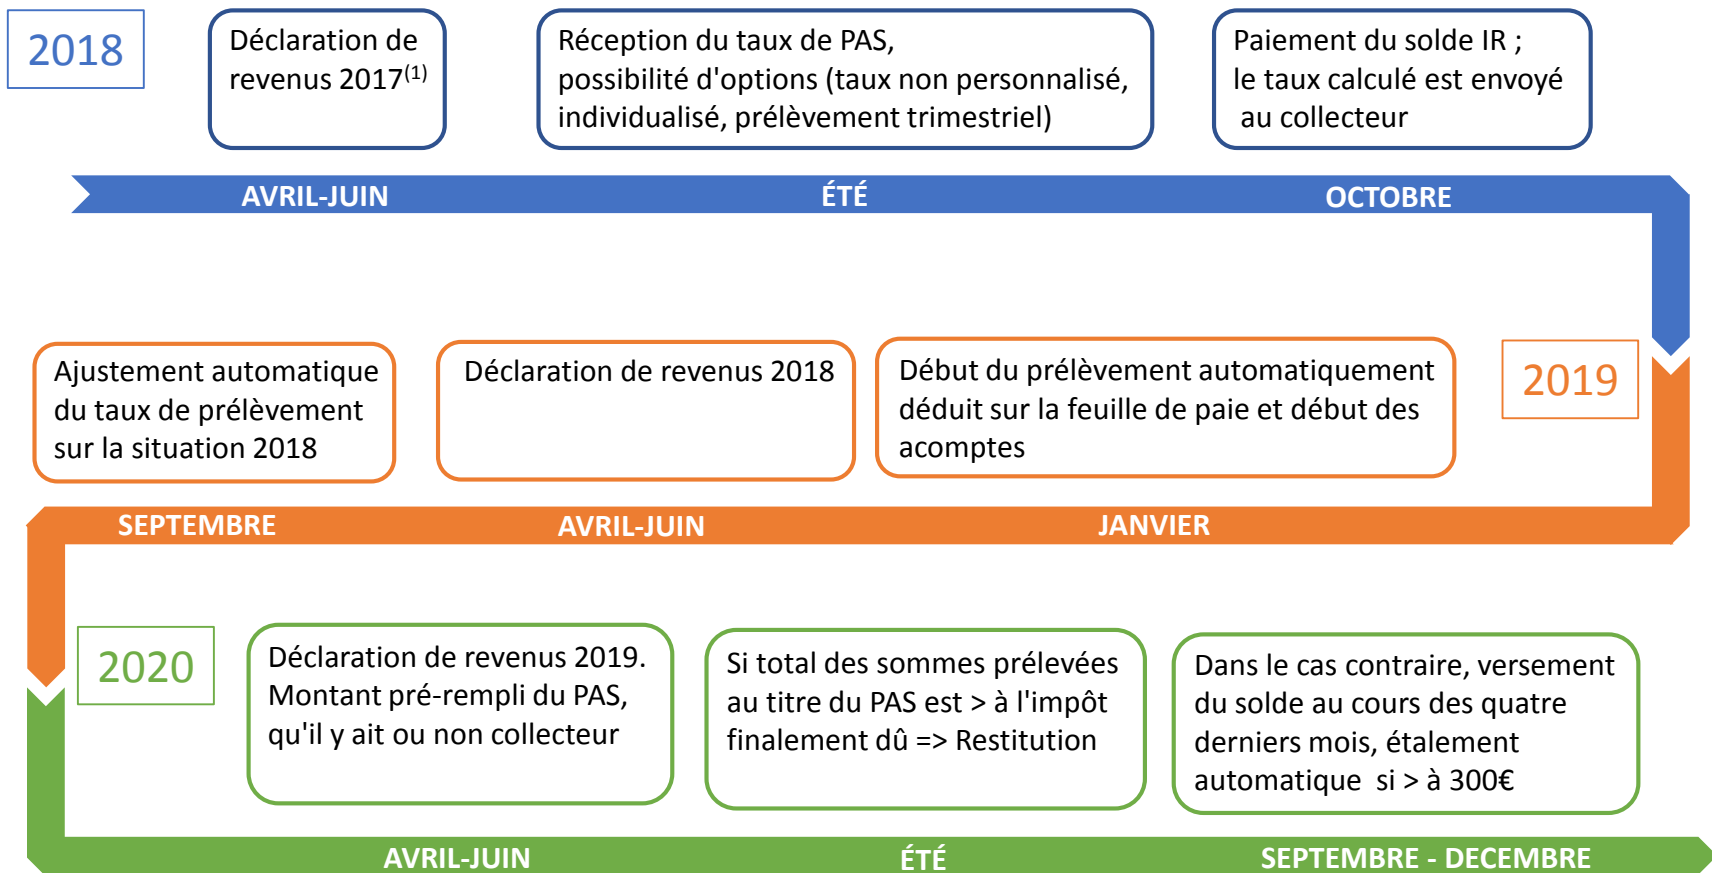 2018
Déclaration de
revenus 2017(1)
Réception du taux de PAS,
possibilité d'options (taux non personnalisé,
individualisé, prélèvement trimestriel)
Paiement du solde IR ;
le taux calculé est envoyé
au collecteur
AVRIL-JUIN
ÉTÉ
OCTOBRE
2019
Début du prélèvement automatiquement
déduit sur la feuille de paie et début des
acomptes
Déclaration de revenus 2018
Ajustement automatique
du taux de prélèvement
sur la situation 2018
JANVIER
AVRIL-JUIN
SEPTEMBRE
2020
Déclaration de revenus 2019.
Montant pré-rempli du PAS,
qu'il y ait ou non collecteur
Si total des sommes prélevées
au titre du PAS est > à l'impôt
finalement dû => Restitution
Dans le cas contraire, versement
du solde au cours des quatre
derniers mois, étalement
automatique si > à 300€
AVRIL-JUIN
ÉTÉ
SEPTEMBRE - DECEMBRE